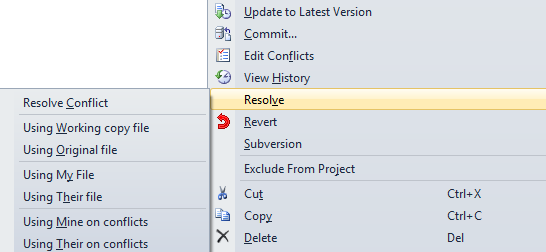 Update to Latest Version
Commit...
Edit Conflicts
View History
Resolve
Revert
Subversion
Exclude From Project
Cut Ctrl+X
Copy Ctrl+C
Delete Del
Resolve Conflict
Using Working copy file
Using Original file
Using My File
Using Their file
Using Mine on conflicts
Using Their on conflicts